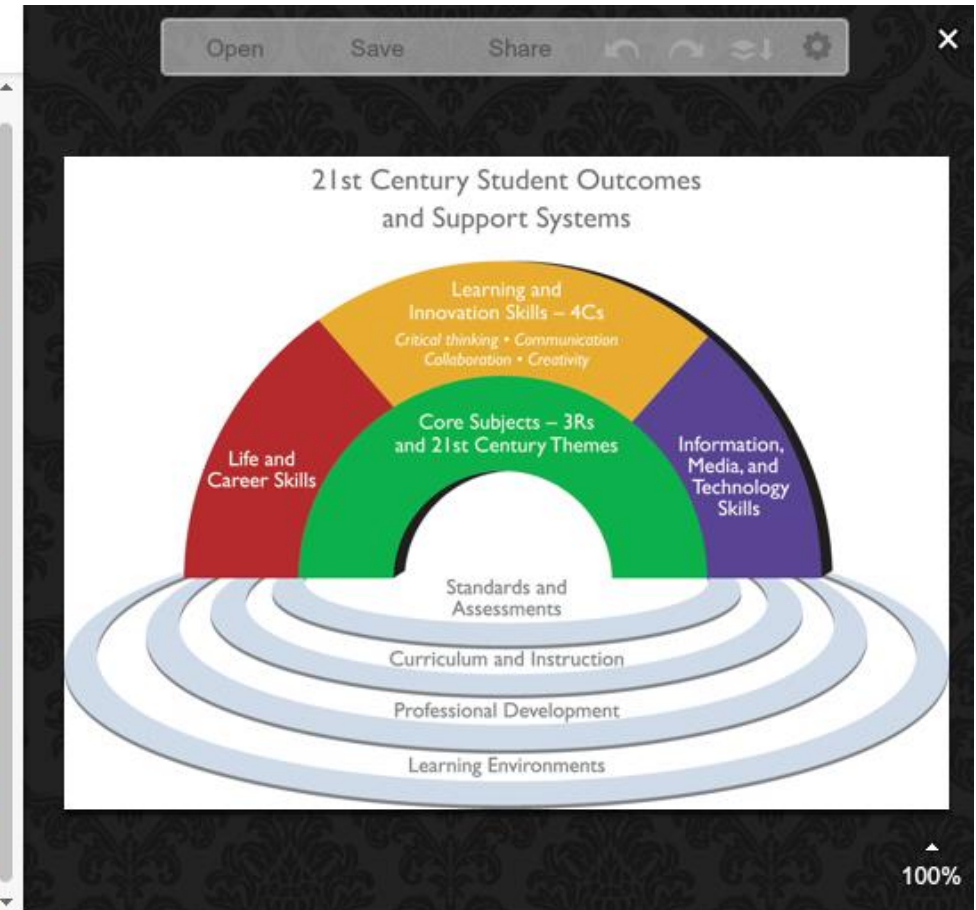 Open Save Share
21st Century Student Outcomes
and Support Systems
Learning and
Innovation Skills – 4Cs
Critical thinking • Communication
Collaboration • Creativity
Core Subjects – 3Rs
and 21st Century Themes
Life and
Career Skills
Information,
Media, and
Technology
Skills
Standards and
Assessments
Curriculum and Instruction
Professional Development
Learning Environments
100%